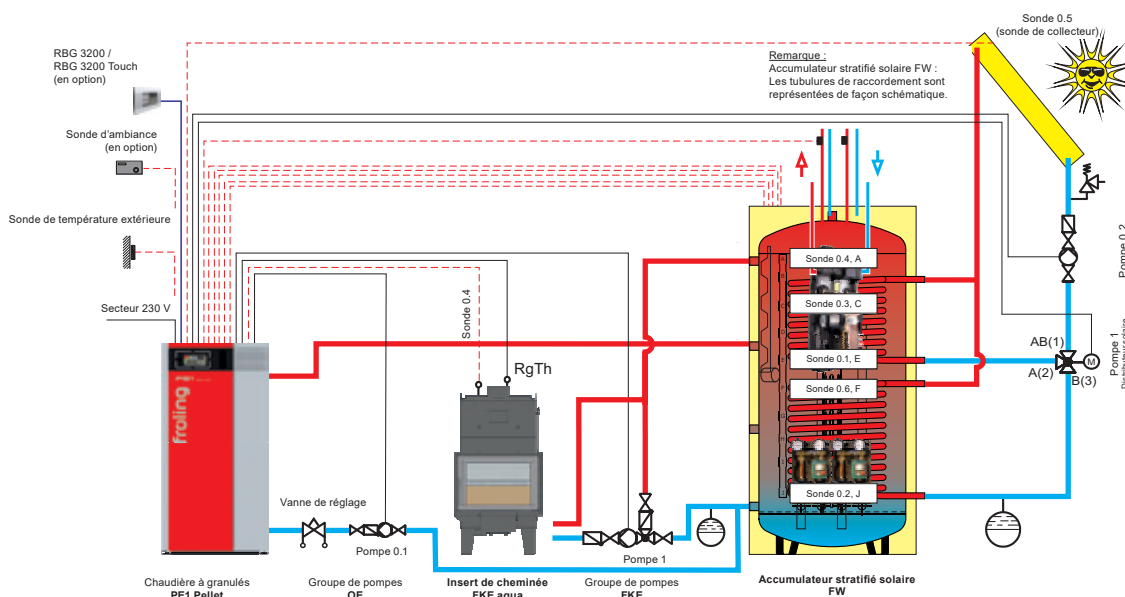 Sonde 0.5
(sonde de collecteur)
RBG 3200 /
RBG 3200 Touch
(en option)
Remarque :
Accumulateur stratifié solaire FW :
Les tubulures de raccordement sont
représentées de façon schématique.
Sonde d'ambiance
(en option)
Sonde de température extérieure
Secteur 230 V
Sonde 0.4
RgTh
Sonde 0.4, A
Sonde 0.3, C
Sonde 0.1, E
Sonde 0.6, F
Sonde 0.2, J
Pompe 0.2
AB(1)
A(2)
B(3)
M
Pompe 1
Distributeur solaire
froling
PE1
Vanne de réglage
Pompe 0.1
Pompe 1
Chaudière à granulés
PE1 Pellet
Groupe de pompes
Insert de cheminée
FKE aqua
Groupe de pompes
FKE
Accumulateur stratifié solaire
FW